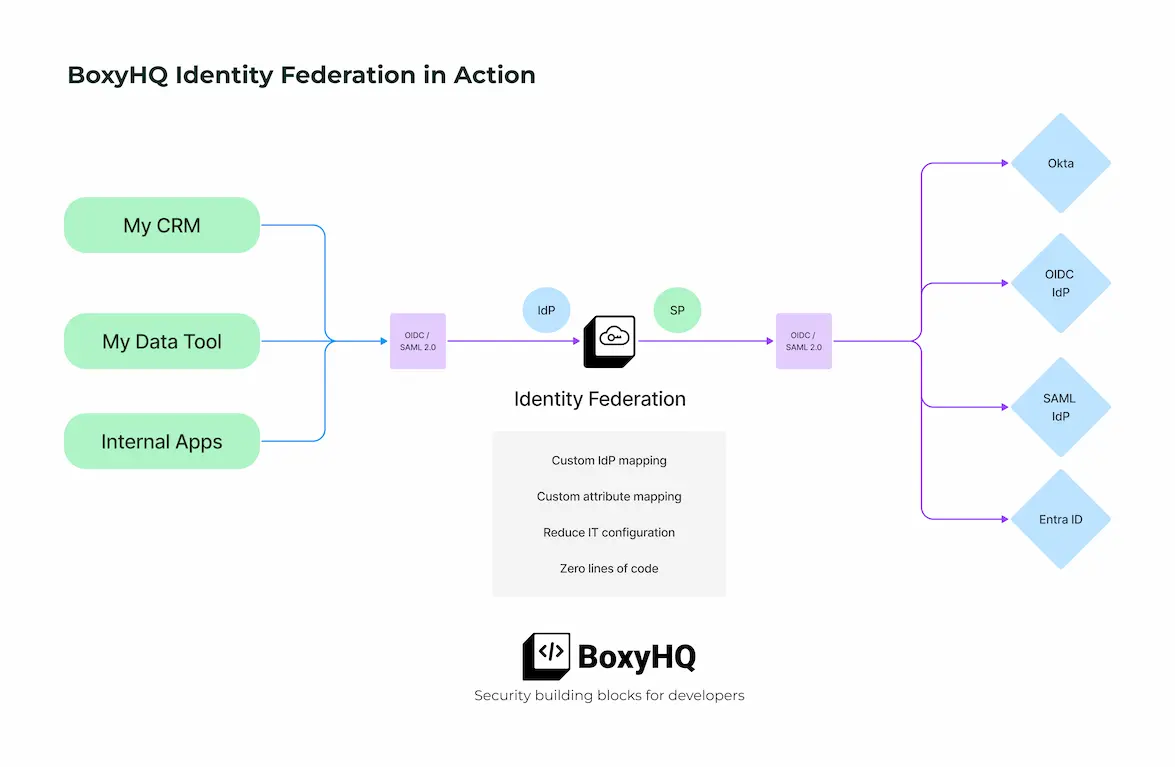 BoxyHQ Identity Federation in Action
My CRM
My Data Tool
Internal Apps
OIDC /
SAML 2.0
IdP
SP
Identity Federation
Custom IdP mapping
Custom attribute mapping
Reduce IT configuration
Zero lines of code
OIDC /
SAML 2.0
Okta
OIDC
IdP
SAML
IdP
Entra ID
</> BoxyHQ
Security building blocks for developers